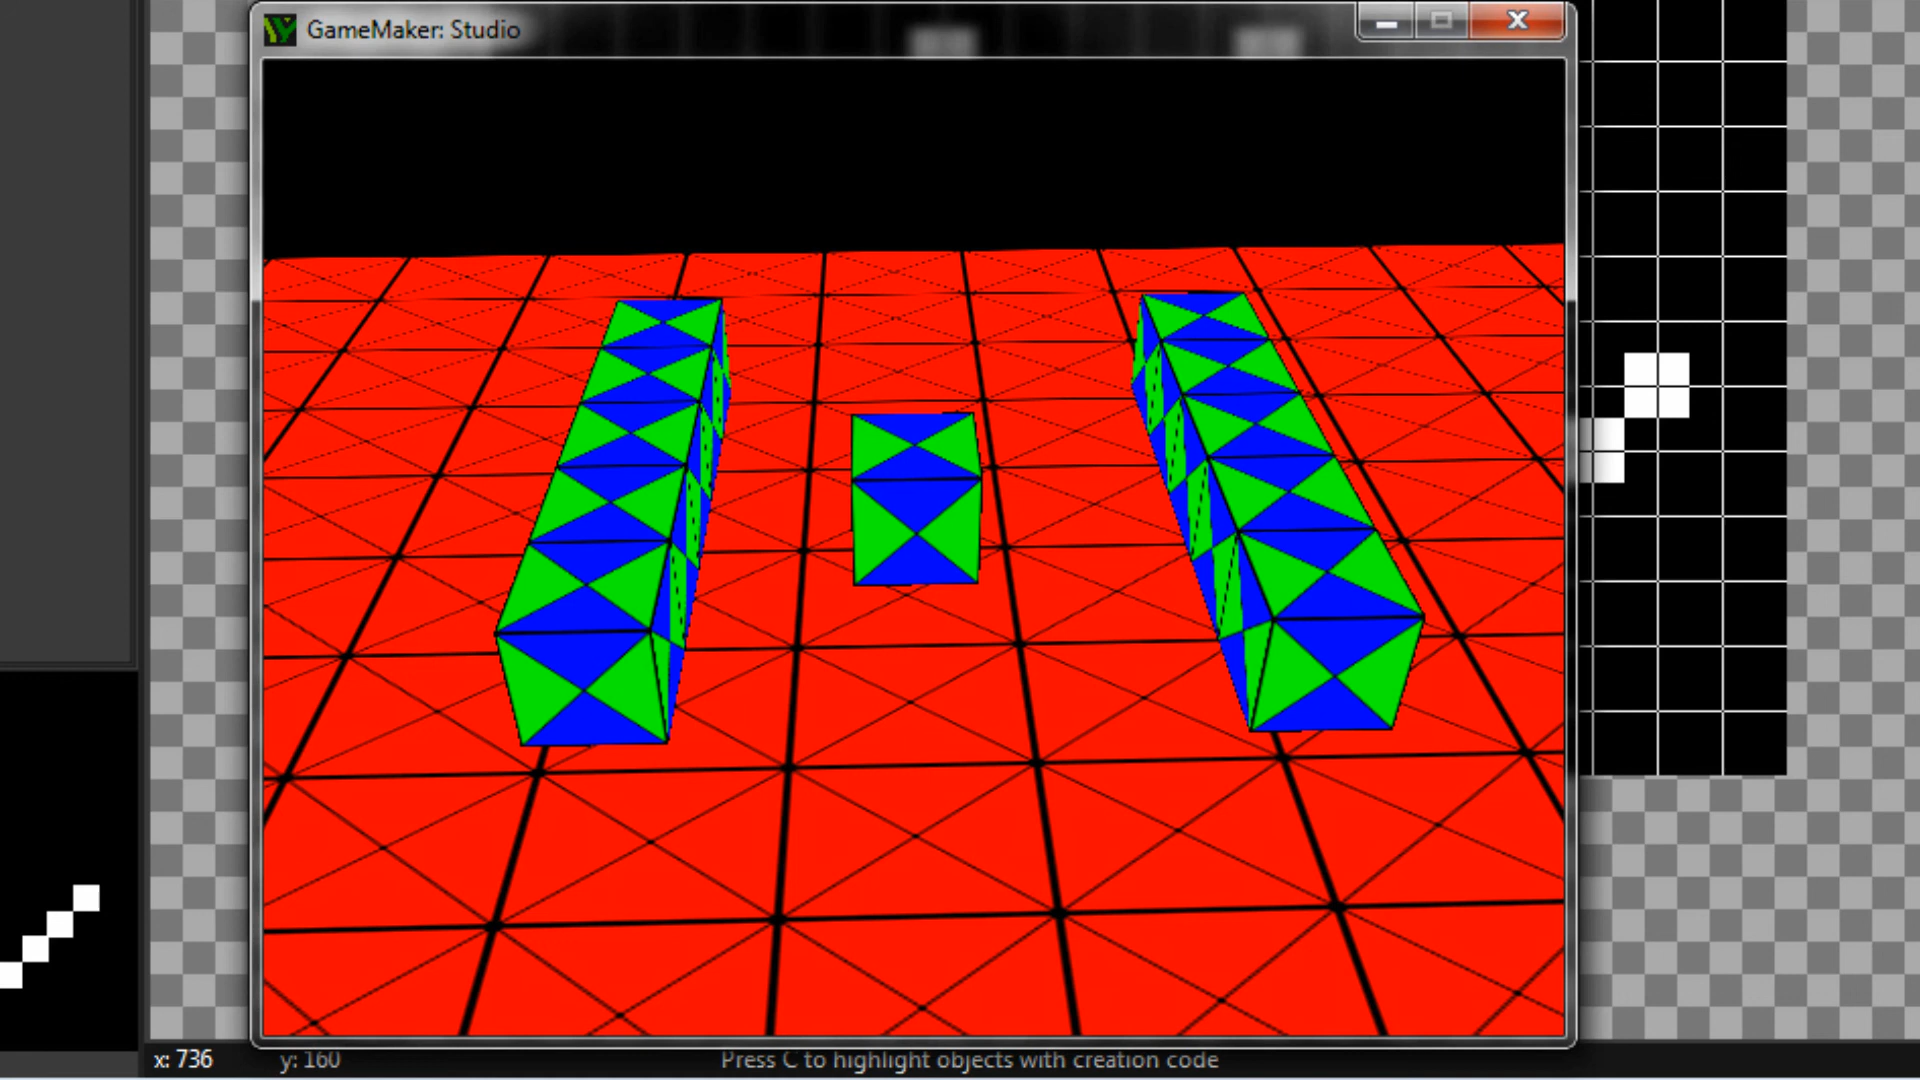 GameMaker: Studio
x: 736 y: 160 Press C to highlight objects with creation code